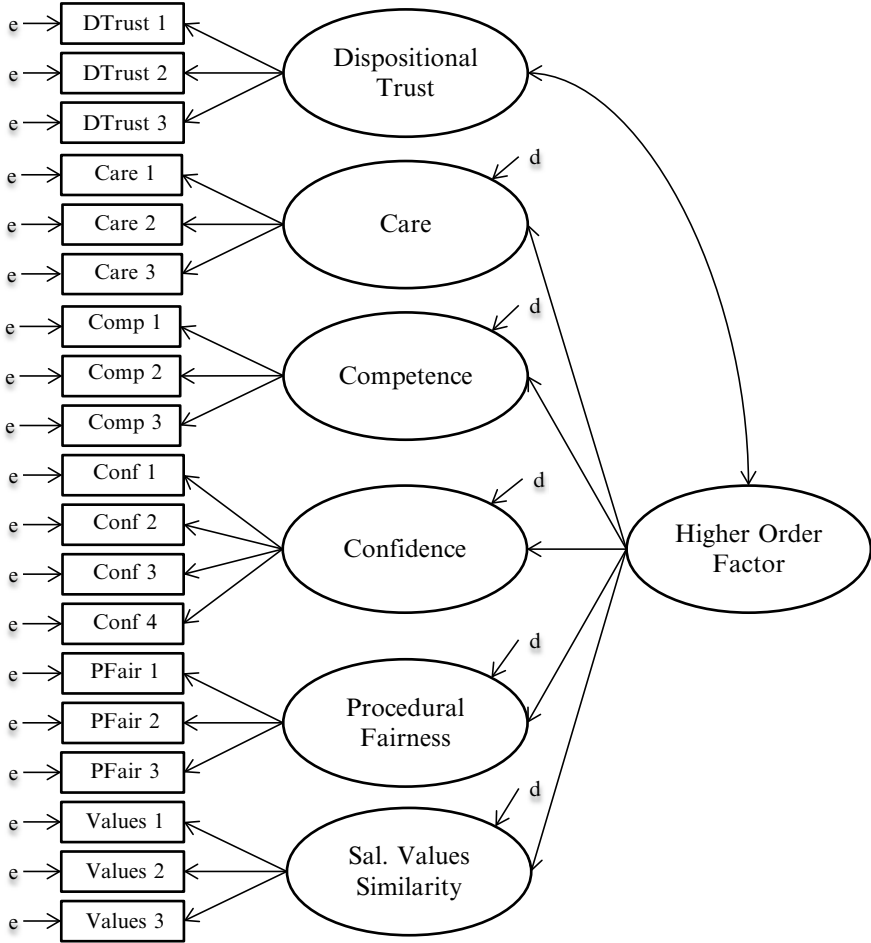 e
DTrust 1
e
DTrust 2
e
DTrust 3
Dispositional
Trust
e
Care 1
e
Care 2
e
Care 3
Care
d
e
Comp 1
e
Comp 2
e
Comp 3
Competence
d
e
Conf 1
e
Conf 2
e
Conf 3
e
Conf 4
Confidence
d
Higher Order
Factor
e
PFair 1
e
PFair 2
e
PFair 3
Procedural
Fairness
d
e
Values 1
e
Values 2
e
Values 3
Sal. Values
Similarity
d